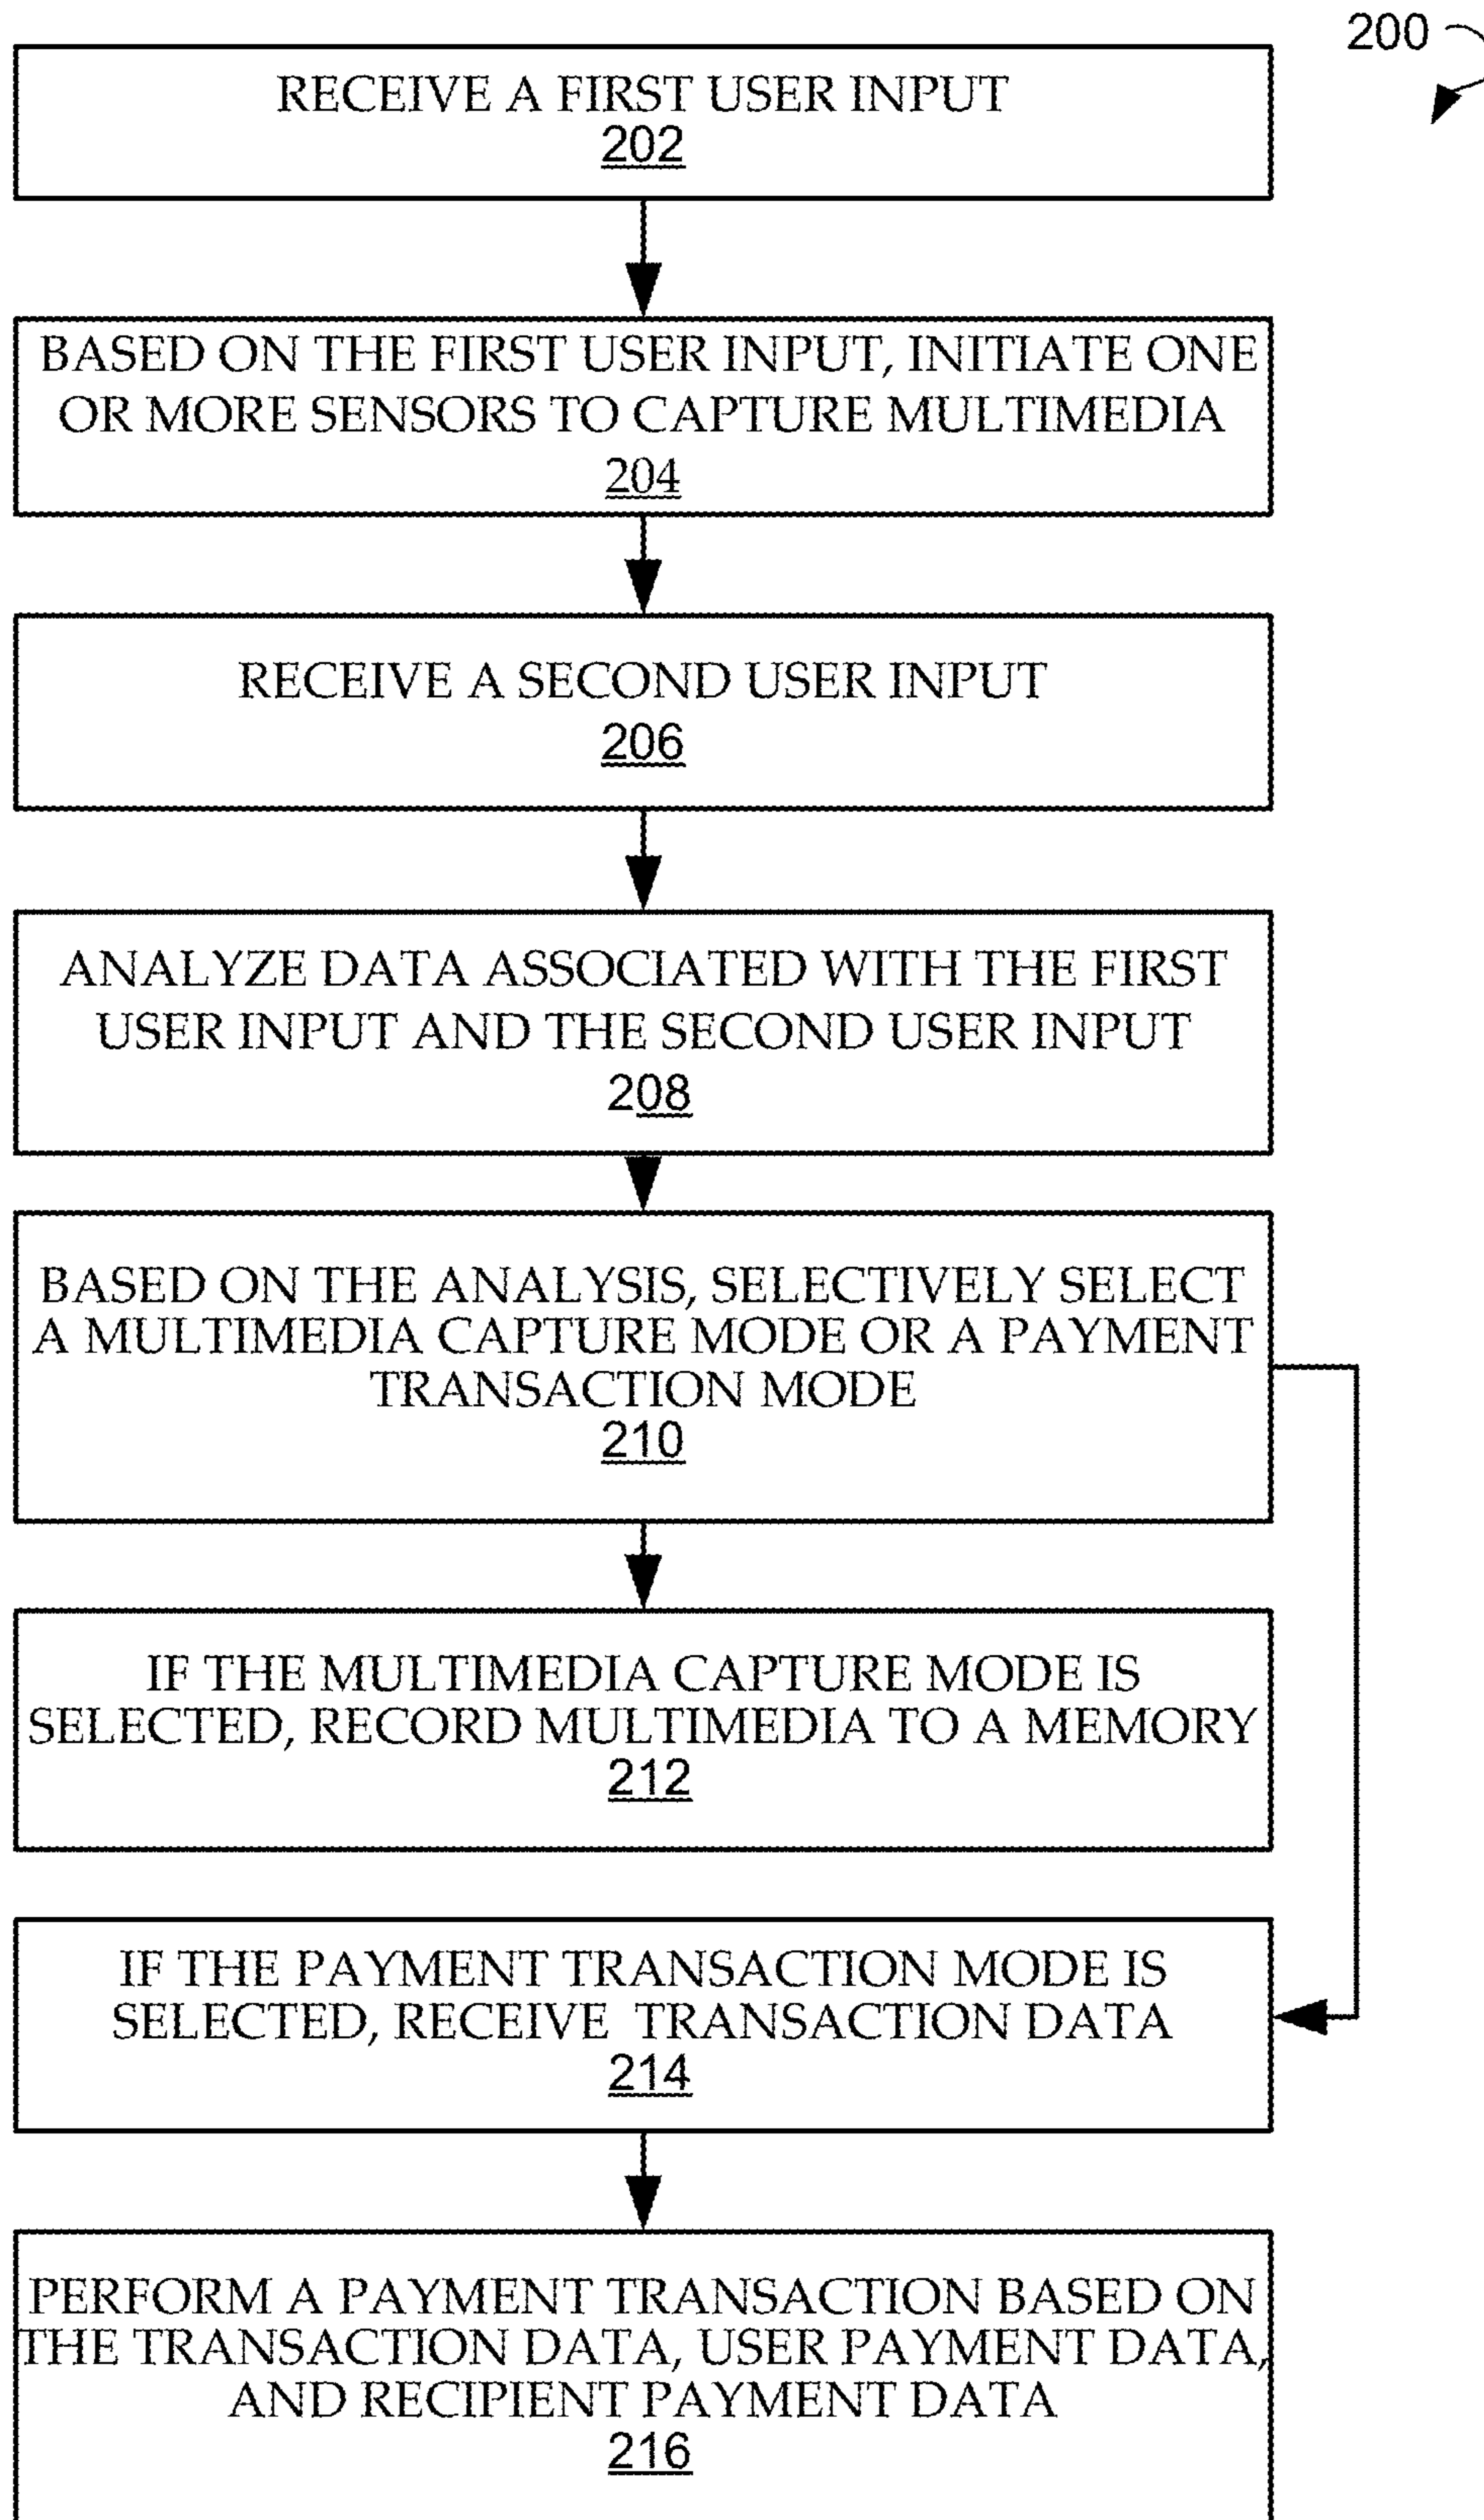 200
RECEIVE A FIRST USER INPUT
202
BASED ON THE FIRST USER INPUT, INITIATE ONE
OR MORE SENSORS TO CAPTURE MULTIMEDIA
204
RECEIVE A SECOND USER INPUT
206
ANALYZE DATA ASSOCIATED WITH THE FIRST
USER INPUT AND THE SECOND USER INPUT
208
BASED ON THE ANALYSIS, SELECTIVELY SELECT
A MULTIMEDIA CAPTURE MODE OR A PAYMENT
TRANSACTION MODE
210
IF THE MULTIMEDIA CAPTURE MODE IS
SELECTED, RECORD MULTIMEDIA TO A MEMORY
212
IF THE PAYMENT TRANSACTION MODE IS
SELECTED, RECEIVE TRANSACTION DATA
214
PERFORM A PAYMENT TRANSACTION BASED ON
THE TRANSACTION DATA, USER PAYMENT DATA,
AND RECIPIENT PAYMENT DATA
216